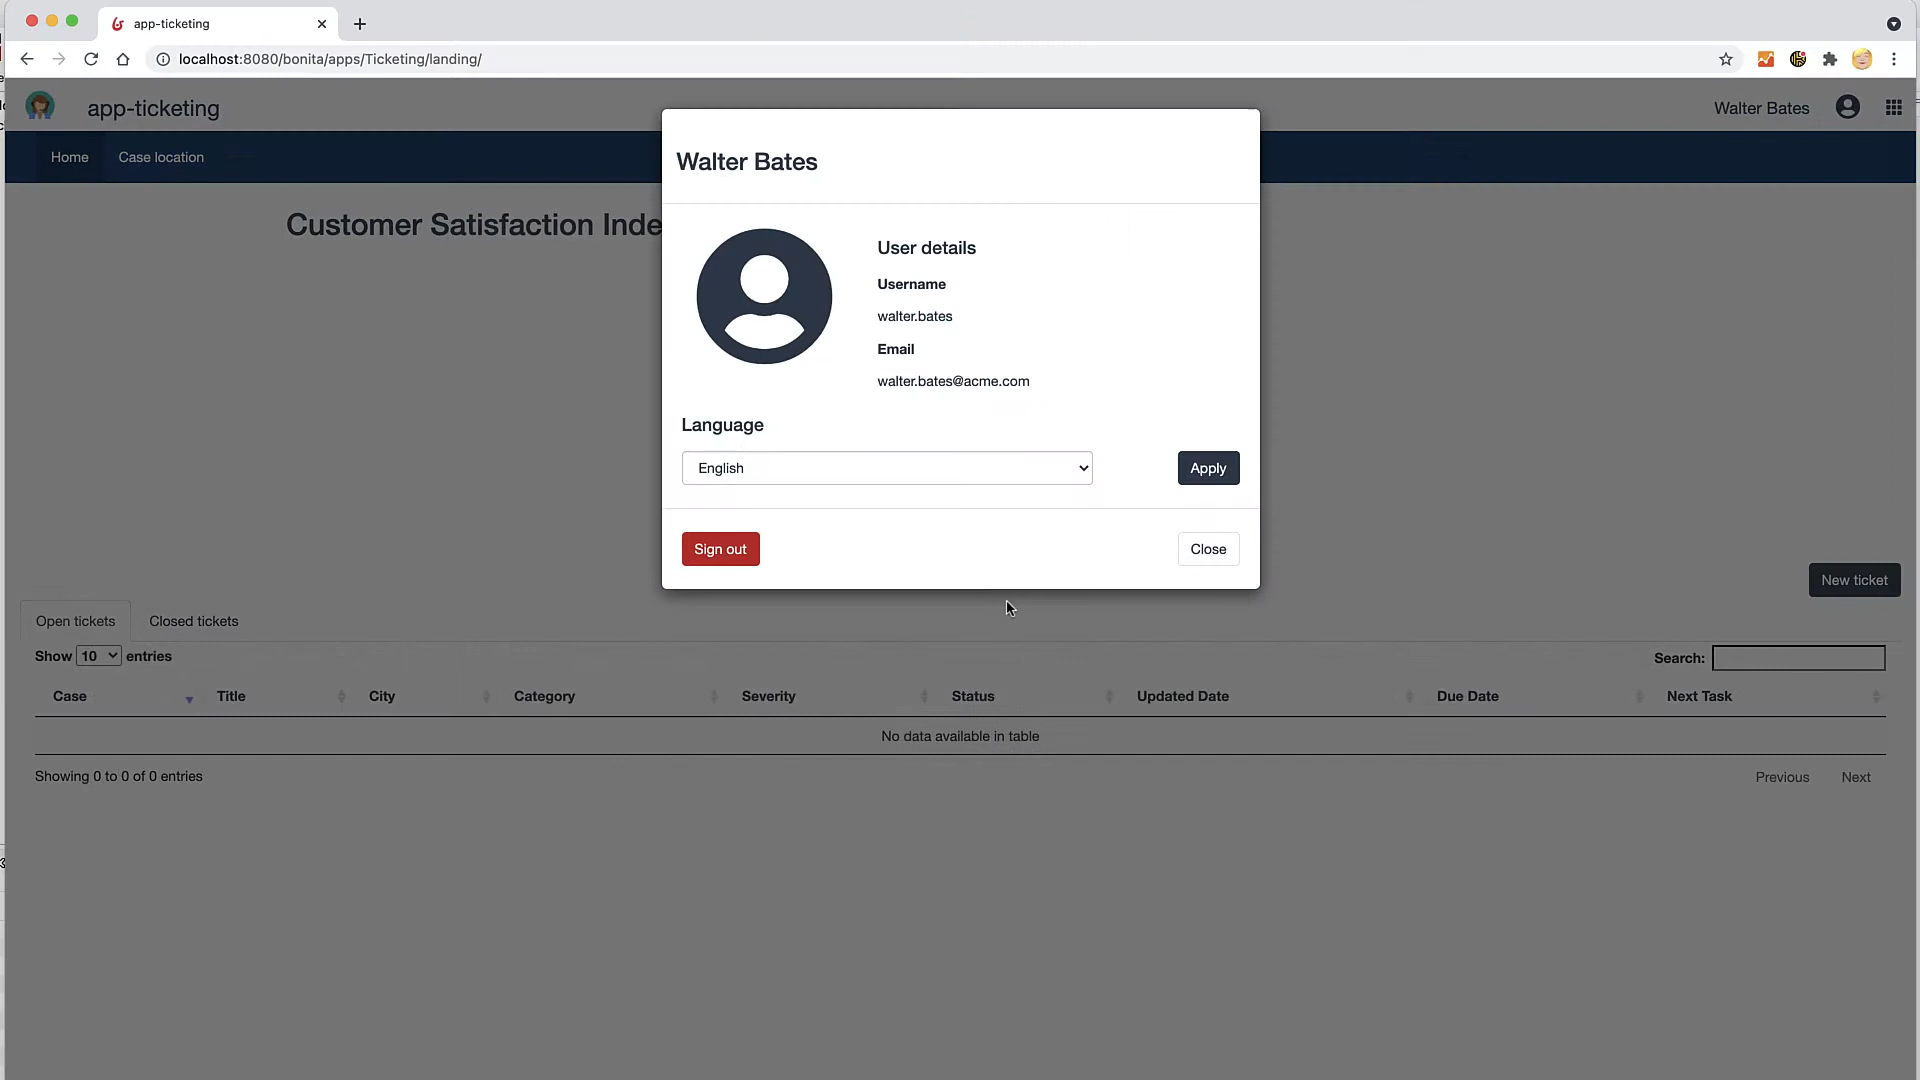 app-ticketing
localhost:8080/bonita/apps/Ticketing/landing/
app-ticketing
Walter Bates
Home
Case location
Walter Bates
Customer Satisfaction Inde
User details
Username
walter.bates
Email
walter.bates@acme.com
Language
English
Apply
Sign out
Close
New ticket
Open tickets
Closed tickets
Show 10 entries
Search:
Case Title City Category Severity Status Updated Date Due Date Next Task
No data available in table
Showing 0 to 0 of 0 entries
Previous
Next